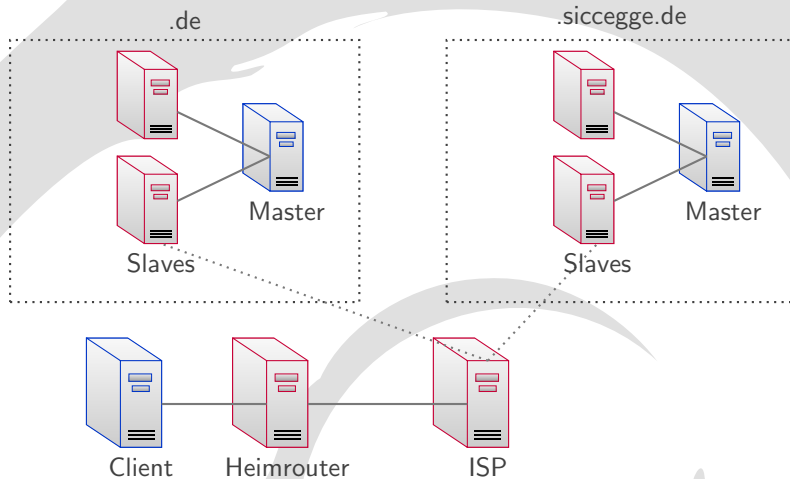 .de
.siccegge.de
Master
Master
Slaves
Slaves
Client
Heimrouter
ISP